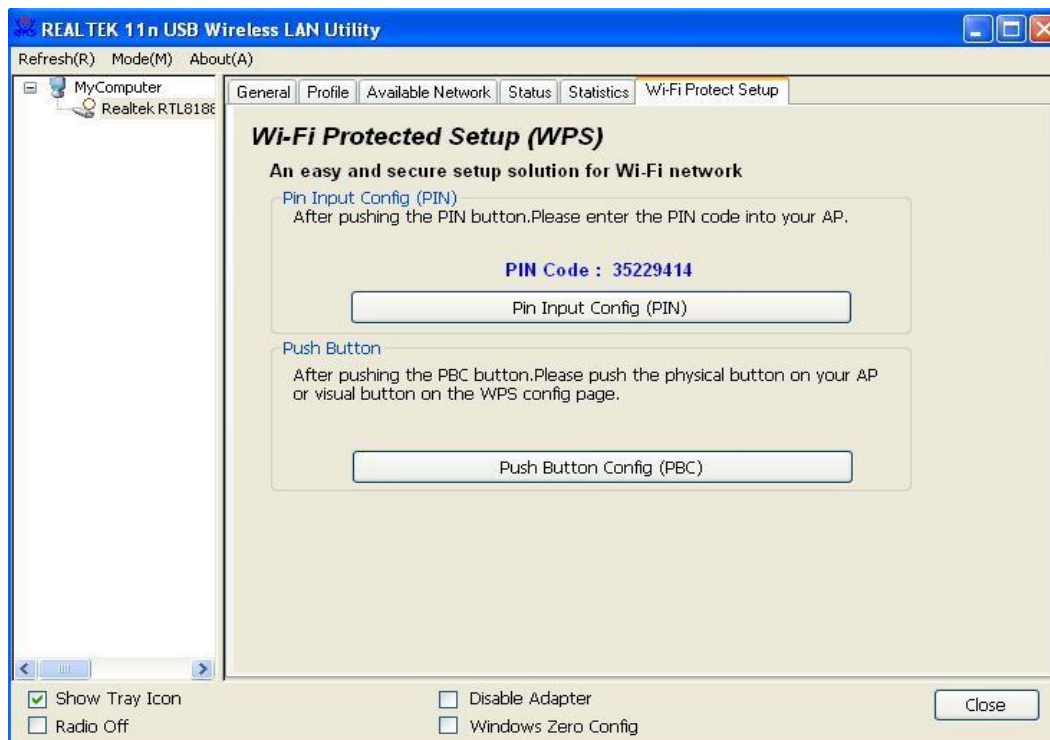 REALTEK 11n USB Wireless LAN Utility
Refresh(R) Mode(M) About(A)
MyComputer
Realtek RTL8188
General Profile Available Network Status Statistics Wi-Fi Protect Setup
Wi-Fi Protected Setup (WPS)
An easy and secure setup solution for Wi-Fi network
Pin Input Config (PIN)
After pushing the PIN button.Please enter the PIN code into your AP.
PIN Code : 35229414
Pin Input Config (PIN)
Push Button
After pushing the PBC button.Please push the physical button on your AP
or visual button on the WPS config page.
Push Button Config (PBC)
Show Tray Icon
Radio Off
Disable Adapter
Windows Zero Config
Close